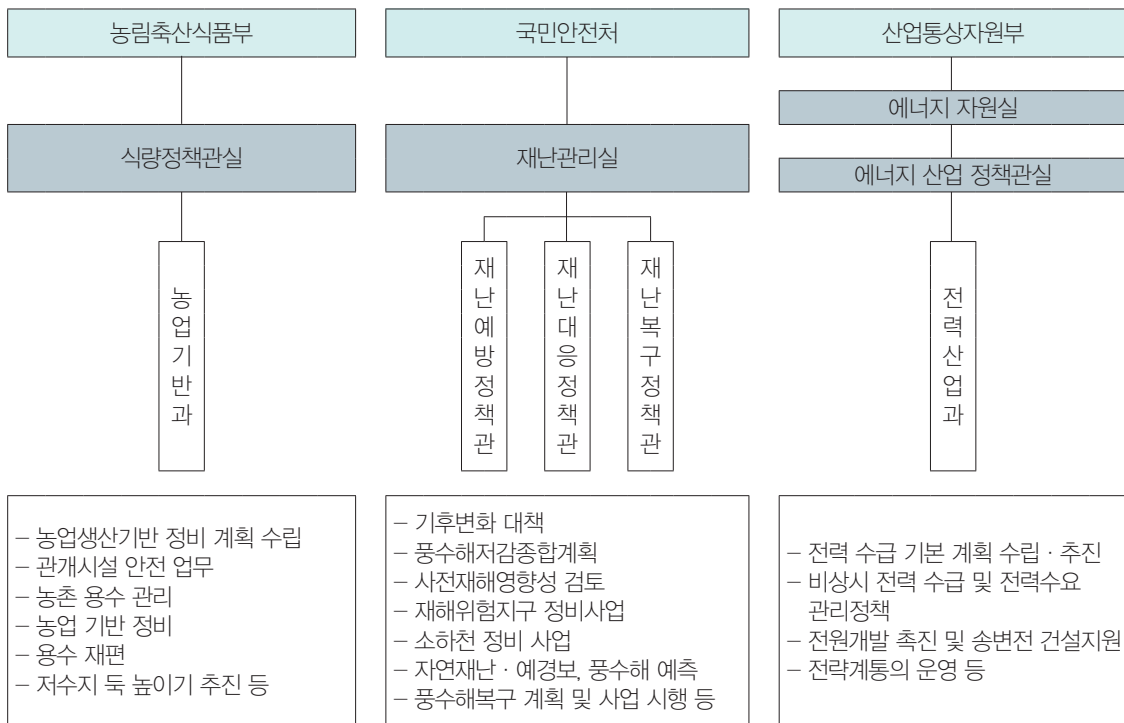 농림축산식품부
식량정책관실
농업기반과
– 농업생산기반 정비 계획 수립
– 관개시설 안전 업무
– 농촌 용수 관리
– 농업 기반 정비
– 용수 재편
– 저수지 둑 높이기 추진 등
국민안전처
재난관리실
재난예방정책관
재난대응정책관
재난복구정책관
– 기후변화 대책
– 풍수해저감종합계획
– 사전재해영향성 검토
– 재해위험지구 정비사업
– 소하천 정비 사업
– 자연재난 · 예경보, 풍수해 예측
– 풍수해복구 계획 및 사업 시행 등
산업통상자원부
에너지 자원실
에너지 산업 정책관실
전력산업과
– 전력 수급 기본 계획 수립 · 추진
– 비상시 전력 수급 및 전력수요
관리정책
– 전원개발 촉진 및 송변전 건설지원
– 전략계통의 운영 등